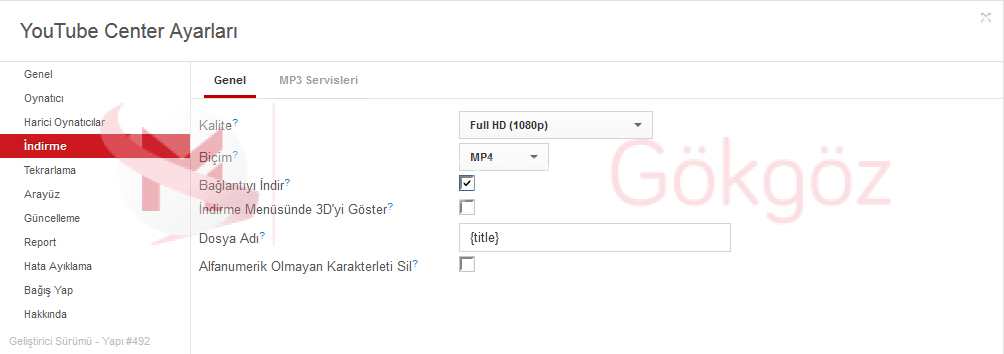 YouTube Center Ayarları
Genel
Oynatıcı
Harici Oynatıcılar
İndirme
Tekrarlama
Arayüz
Güncelleme
Report
Hata Ayıklama
Bağış Yap
Hakkında
Geliştirici Sürümü - Yapı #492
Genel MP3 Servisleri
Kalite? Full HD (1080p)
Biçim? MP4
Bağlantıyı İndir?
İndirme Menüsünde 3D'yi Göster?
Dosya Adı? {title}
Alfanumerik Olmayan Karakterleti Sil?
Gökgöz